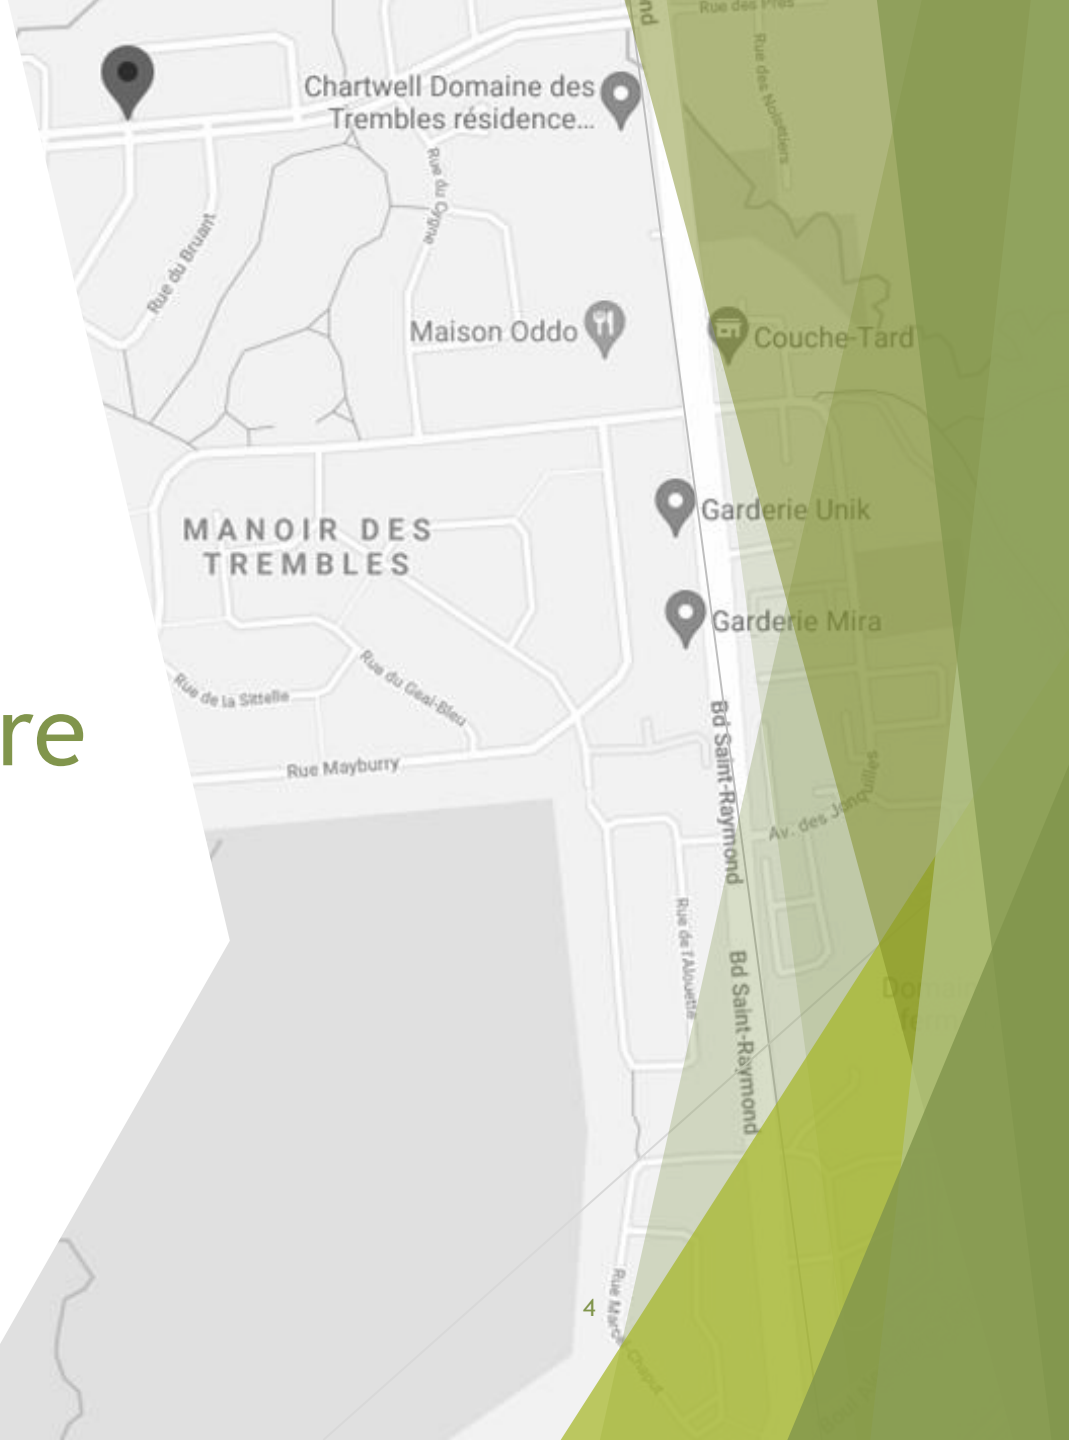 nd
Rue des Prés
Rue des Noisetiers
Chartwell Domaine des
Trembles résidence...
Rue du Cygne
Rue du Bruant
Maison Oddo
Couche-Tard
Garderie Unik
MANOIR DES
TREMBLES
Garderie Mira
Rue du Geai-Bleu
Rue de la Sittelle
re
Rue Mayburry
Bd Saint-Raymond
Av. des Jonquilles
Rue de l'Alouette
Bd Saint-Raymond
Domaine
4